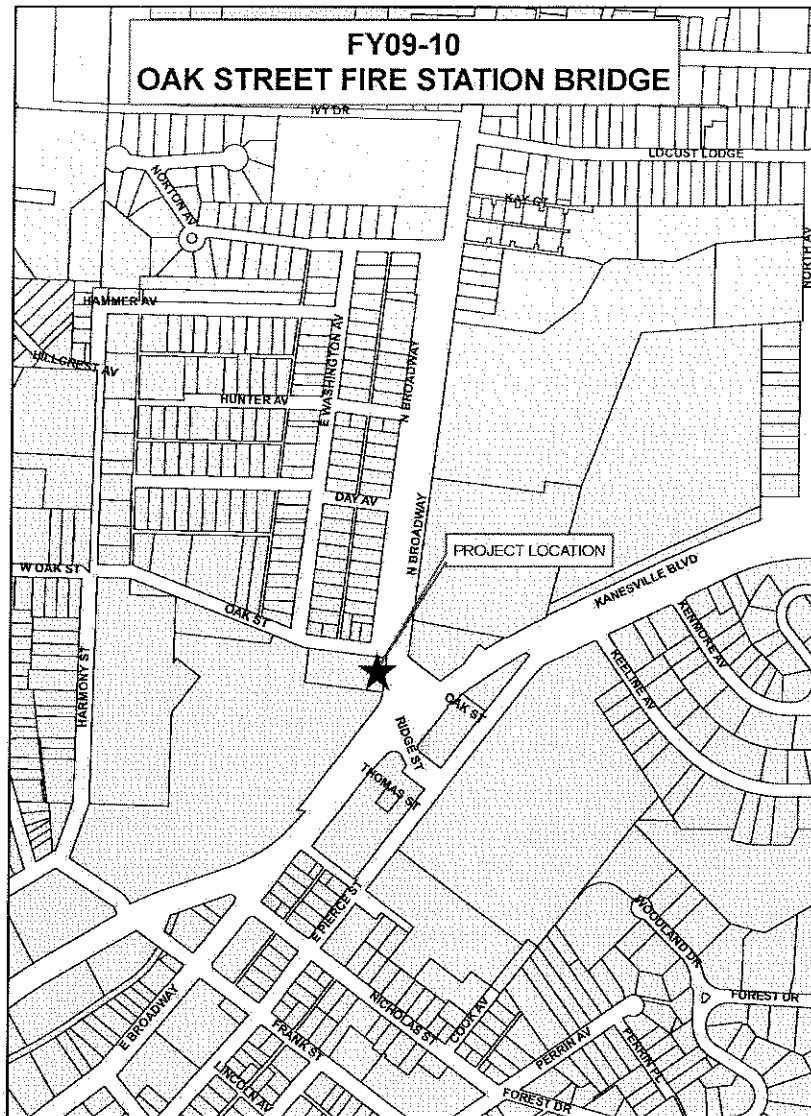 FY09-10
OAK STREET FIRE STATION BRIDGE
IVY DR
LOCUST LODGE
NORTON AV
KAY CT
NORTH AV
HAMMER AV
HILLCREST AV
E WASHINGTON AV
N BROADWAY
HUNTER AV
DAY AV
N BROADWAY
PROJECT LOCATION
W OAK ST
OAK ST
KANESVILLE BLVD
KENMORE AV
KEELINE AV
HARMONY ST
OAK ST
RIDGE ST
THOMAS ST
E PIERCE ST
WOODLAND DR
FOREST DR
E BROADWAY
NICHOLAS ST
COOK AV
FRANK ST
PERRIN AV
PERRIN PL
LINCOLN AV
FOREST DR